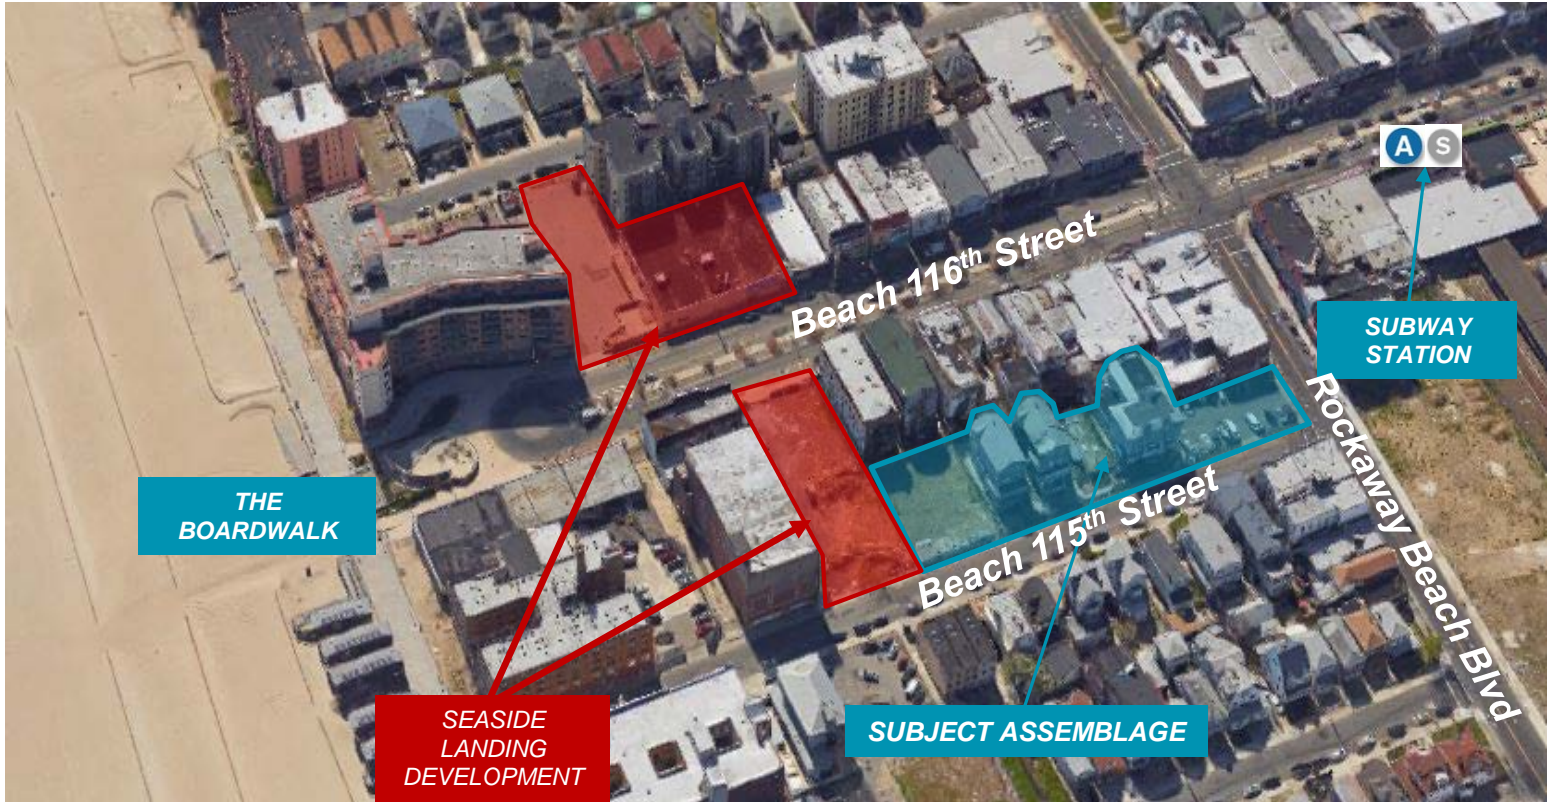 A S
Beach 116th Street
SUBWAY
STATION
Rockaway Beach Blvd
THE
BOARDWALK
Beach 115th Street
SEASIDE
LANDING
DEVELOPMENT
SUBJECT ASSEMBLAGE